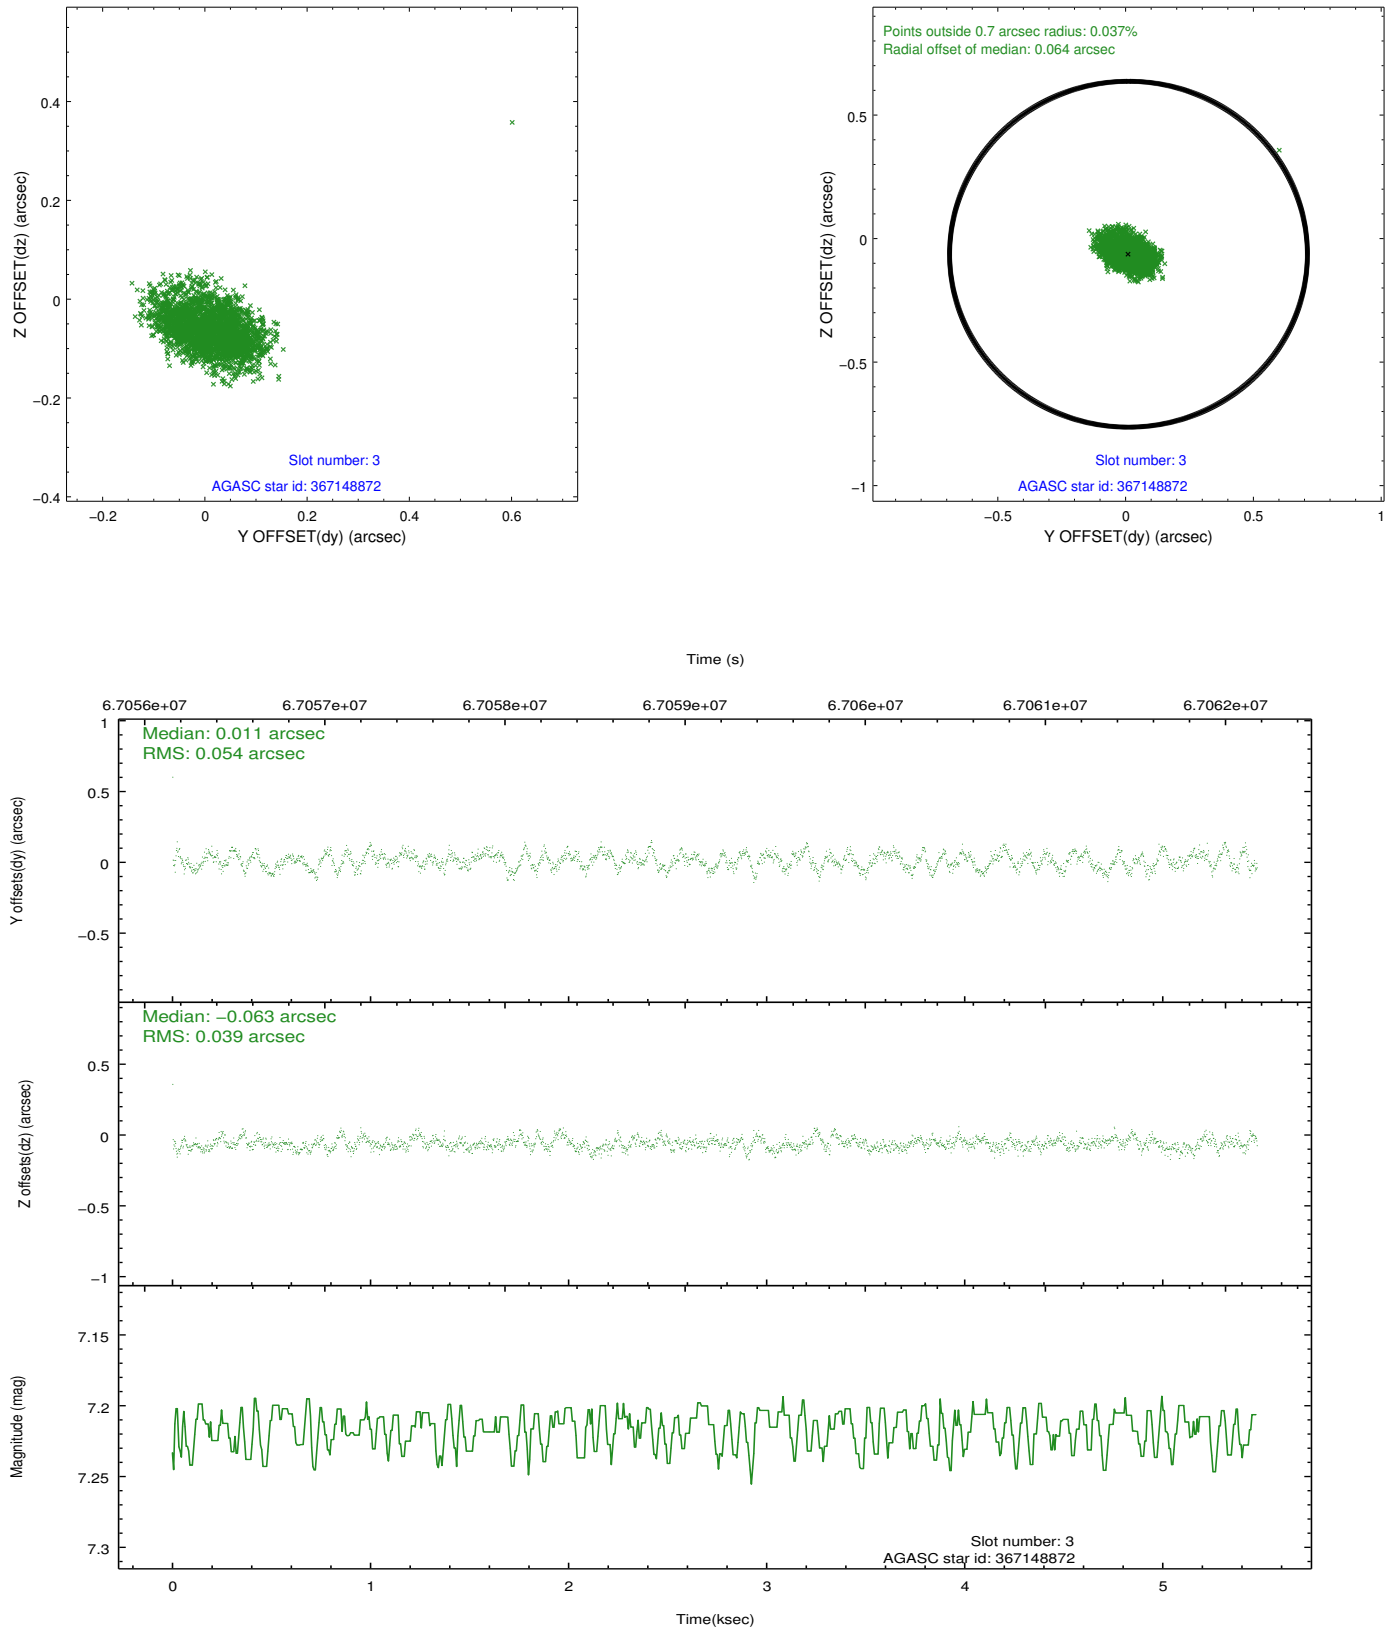 0.4
0.2
0
−0.2
−0.4
Z OFFSET(dz) (arcsec)
Slot number: 3
AGASC star id: 367148872
−0.2
0
0.2
0.4
0.6
Y OFFSET(dy) (arcsec)
Points outside 0.7 arcsec radius: 0.037%
Radial offset of median: 0.064 arcsec
0.5
0
−0.5
−1
Z OFFSET(dz) (arcsec)
Slot number: 3
AGASC star id: 367148872
−0.5
0
0.5
1
Y OFFSET(dy) (arcsec)
Time (s)
6.7056e+07
6.7057e+07
6.7058e+07
6.7059e+07
6.706e+07
6.7061e+07
6.7062e+07
Median: 0.011 arcsec
RMS: 0.054 arcsec
1
0.5
0
−0.5
Y offsets(dy) (arcsec)
Median: −0.063 arcsec
RMS: 0.039 arcsec
0.5
0
−0.5
−1
Z offsets(dz) (arcsec)
7.15
7.2
7.25
7.3
Magnitude (mag)
Slot number: 3
AGASC star id: 367148872
0
1
2
3
4
5
Time(ksec)